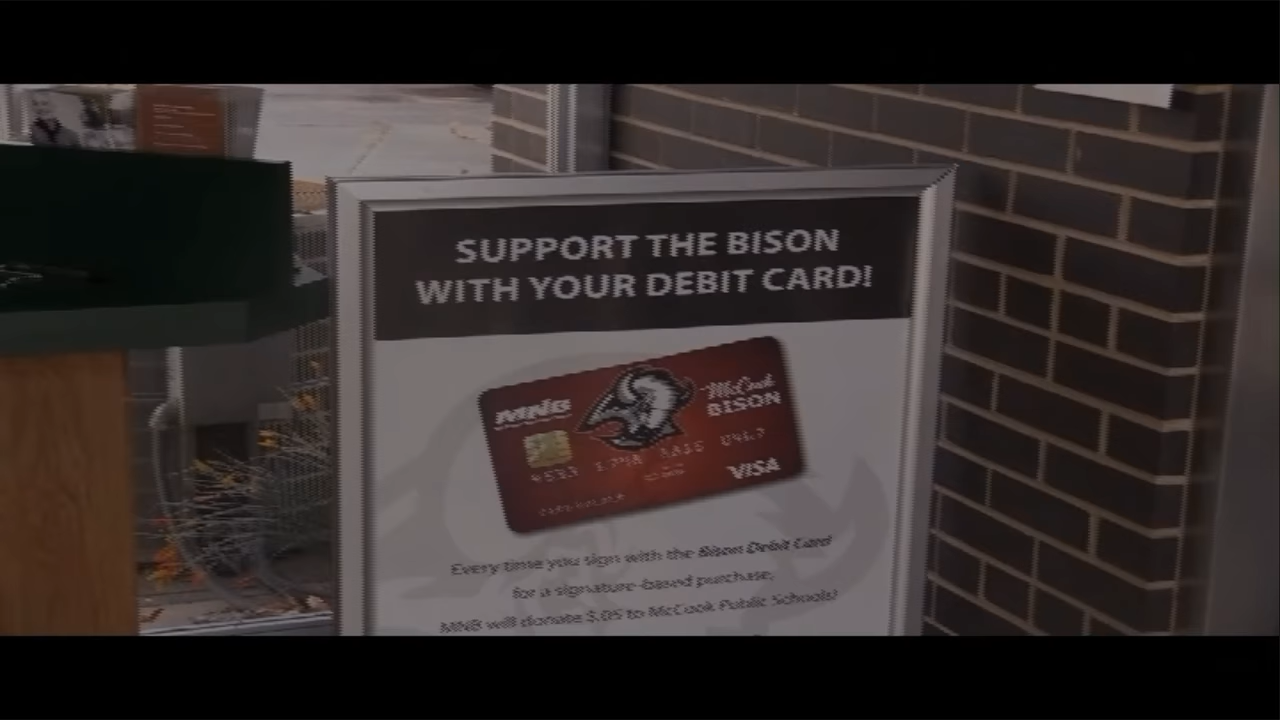 SUPPORT THE BISON
WITH YOUR DEBIT CARD!
MNB
McCook
BISON
VISA
Every time you sign with the Bison Debit Card
for a signature-based purchase,
MNB will donate $.05 to McCook Public Schools!